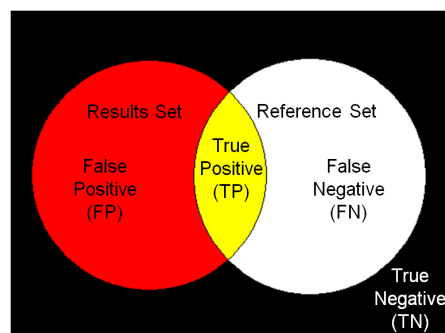 Results Set
Reference Set
False
Positive
(FP)
True
Positive
(TP)
False
Negative
(FN)
True
Negative
(TN)